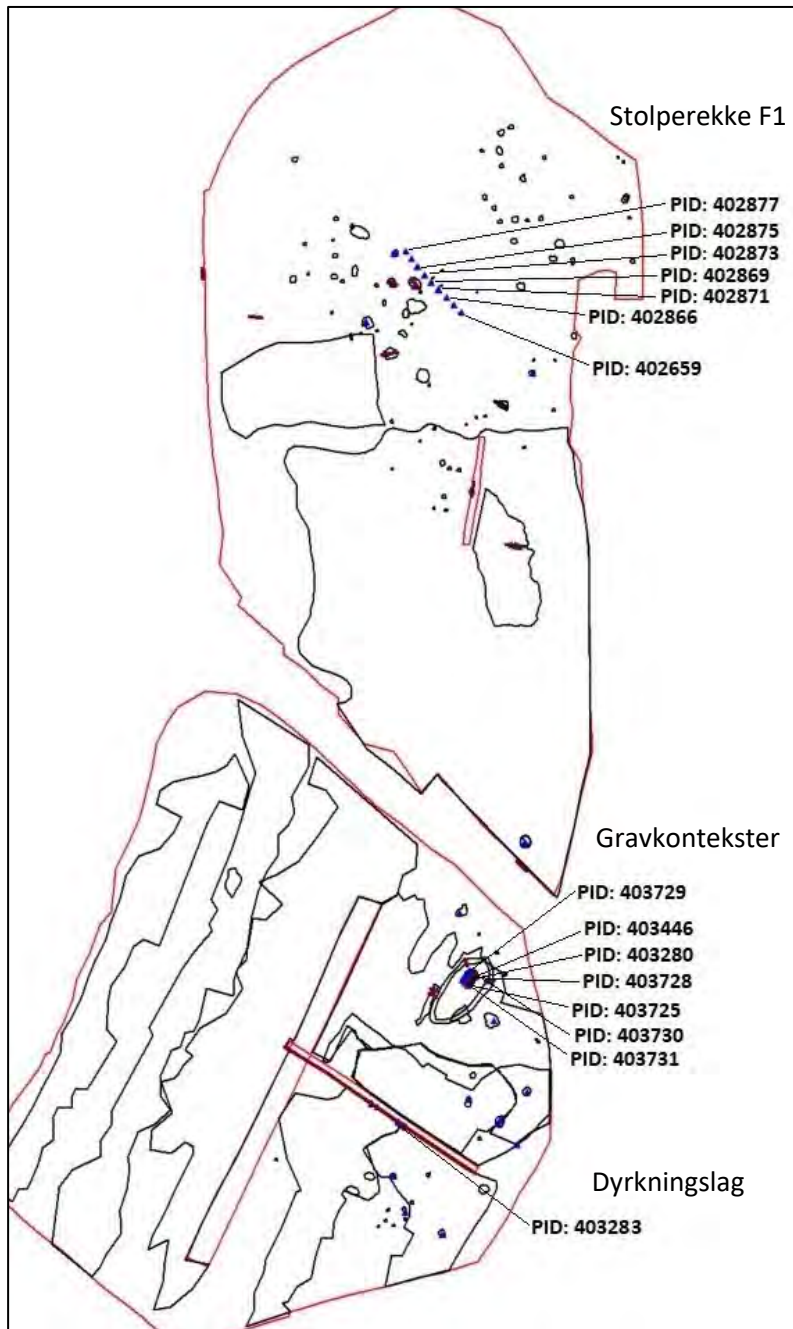 Stolperekke F1
PID: 402877
PID: 402875
PID: 402873
PID: 402869
PID: 402871
PID: 402866
PID: 402659
Gravkontekster
PID: 403729
PID: 403446
PID: 403280
PID: 403728
PID: 403725
PID: 403730
PID: 403731
Dyrkningslag
PID: 403283